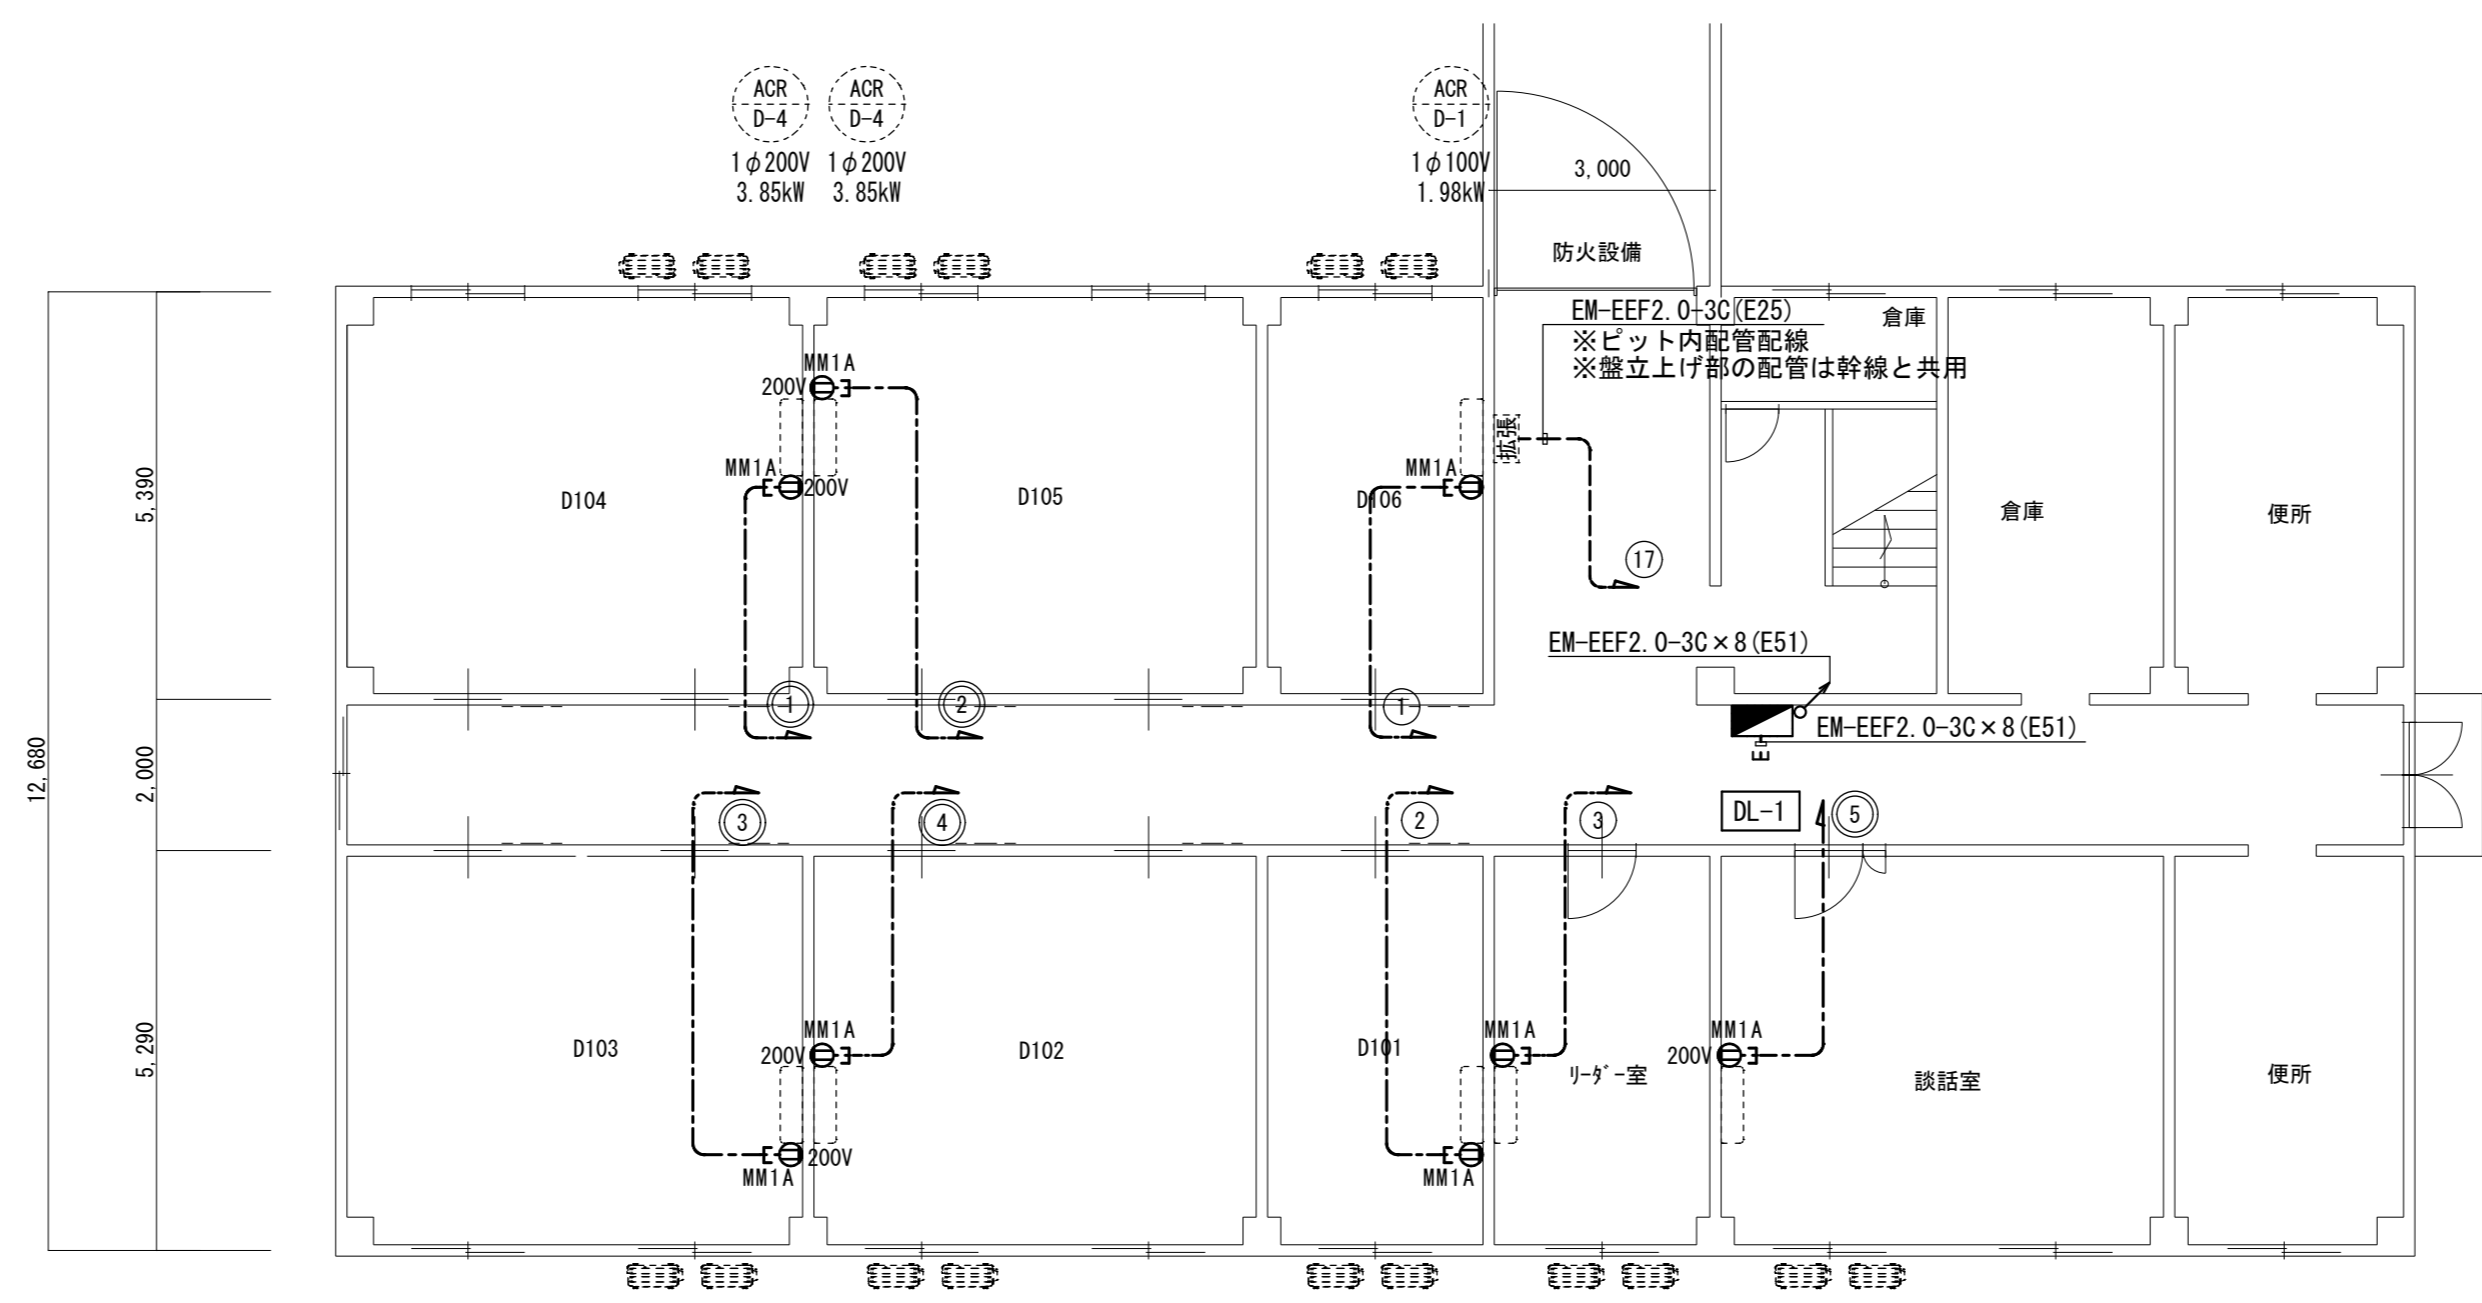 ACR
D-4
ACR
D-4
ACR
D-1
1φ200V
1φ200V
1φ100V
3.85kW
3.85kW
1.98kW
3,000
防火設備
EM-EEF2.0-3C(E25)
※ピット内配管配線
※盤立上げ部の配管は幹線と共用
倉庫
MM1A
200V
MM1A
200V
MM1A
拡張
D104
D105
D106
倉庫
便所
5,390
17
EM-EEF2.0-3C×8(E51)
1
2
1
EM-EEF2.0-3C×8(E51)
E
12,680
2,000
3
4
2
3
DL-1
5
MM1A
200V
MM1A
MM1A
200V
D103
D102
D101
リーダー室
談話室
便所
5,290
200V
MM1A
MM1A